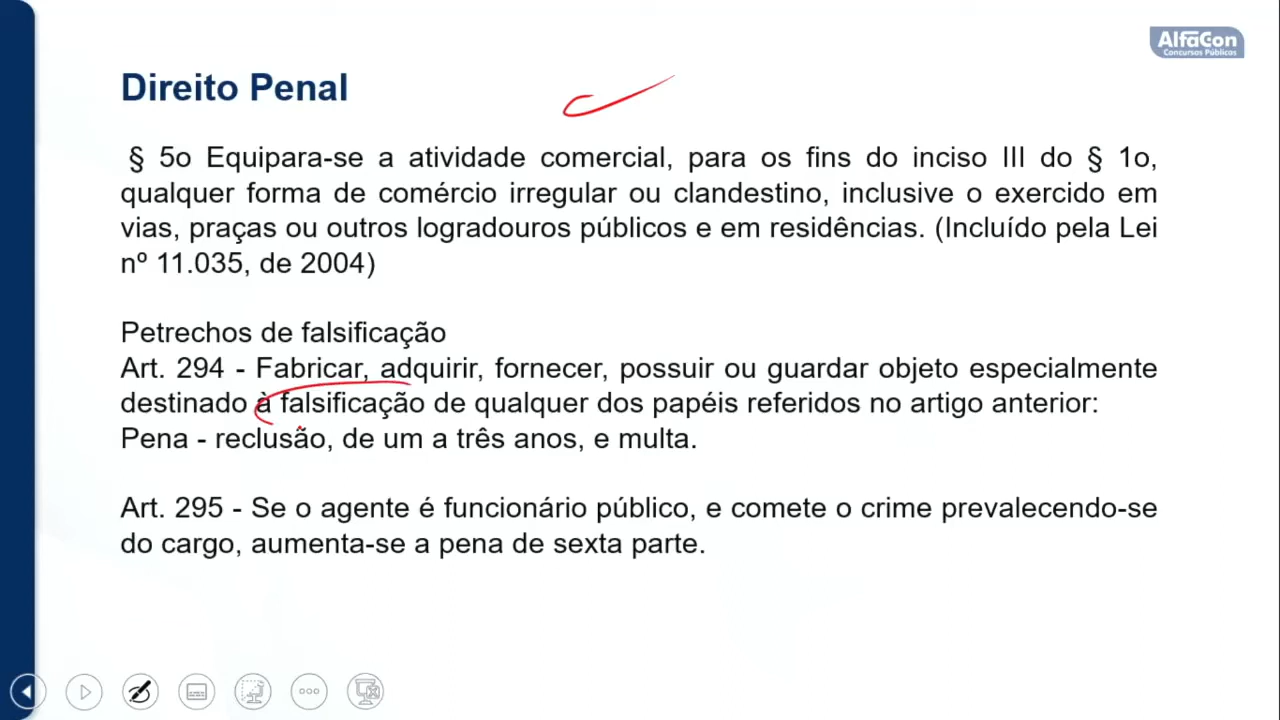 AlfaCon
Concursos Públicos
Direito Penal
§ 5o Equipara-se a atividade comercial, para os fins do inciso III do § 1o,
qualquer forma de comércio irregular ou clandestino, inclusive o exercido em
vias, praças ou outros logradouros públicos e em residências. (Incluído pela Lei
nº 11.035, de 2004)
Petrechos de falsificação
Art. 294 - Fabricar, adquirir, fornecer, possuir ou guardar objeto especialmente
destinado à falsificação de qualquer dos papéis referidos no artigo anterior:
Pena - reclusão, de um a três anos, e multa.
Art. 295 - Se o agente é funcionário público, e comete o crime prevalecendo-se
do cargo, aumenta-se a pena de sexta parte.